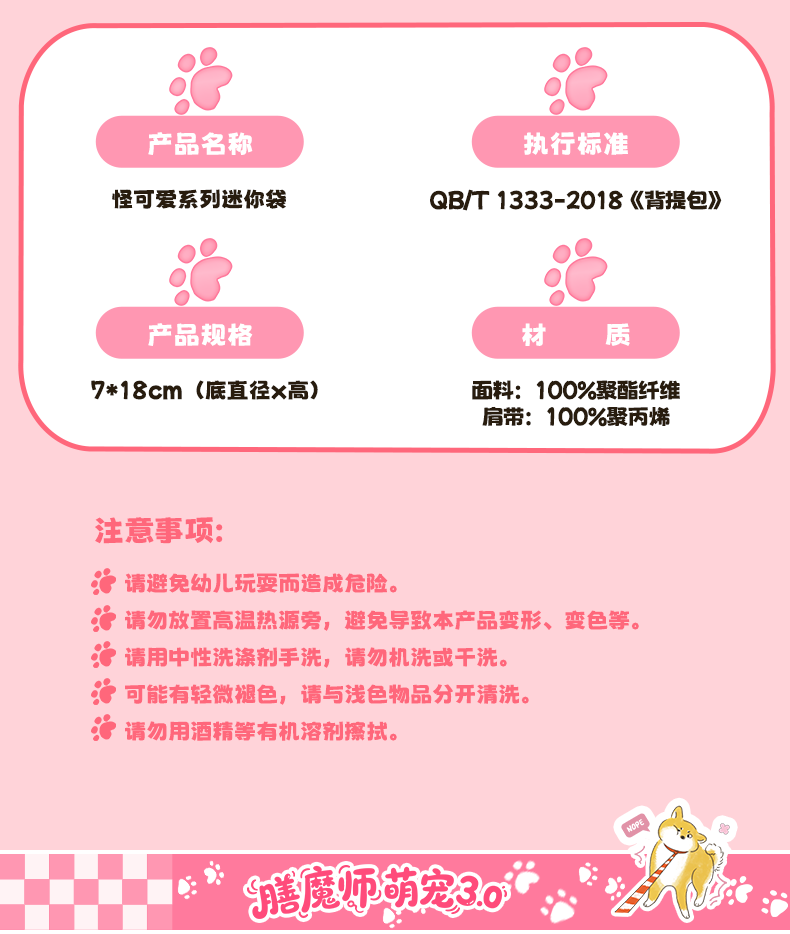 产品名称
执行标准
怪可爱系列迷你袋
QB/T 1333-2018《背提包》
产品规格
材 质
7*18cm（底直径x高）
面料：100%聚酯纤维
肩带：100%聚丙烯
注意事项:
请避免幼儿玩耍而造成危险。
请勿放置高温热源旁，避免导致本产品变形、变色等。
请用中性洗涤剂手洗，请勿机洗或干洗。
可能有轻微褪色，请与浅色物品分开清洗。
请勿用酒精等有机溶剂擦拭。
NOPE
膳魔师萌宠3.0